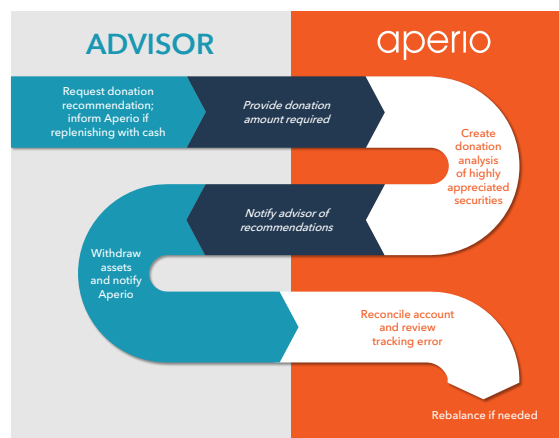 ADVISOR
aperio
Request donation
recommendation;
inform Aperio if
replenishing with cash
Provide donation
amount required
Create
donation
analysis
of highly
appreciated
securities
Notify advisor of
recommendations
Withdraw
assets
and notify
Aperio
Reconcile account
and review
tracking error
Rebalance if needed